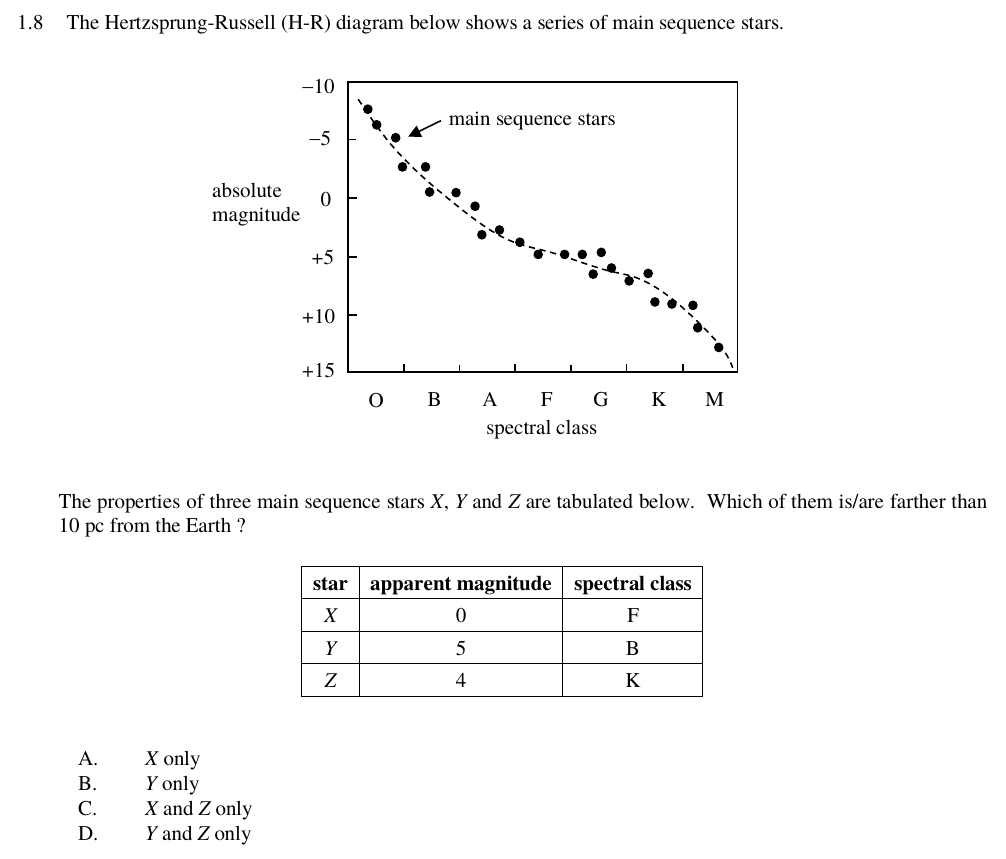 1.8 The Hertzsprung-Russell (H-R) diagram below shows a series of main sequence stars.
–10
main sequence stars
–5
absolute
magnitude
0
+5
+10
+15
O B A F G K M
spectral class
The properties of three main sequence stars X, Y and Z are tabulated below. Which of them is/are farther than
10 pc from the Earth ?
star apparent magnitude spectral class
X 0 F
Y 5 B
Z 4 K
A. X only
B. Y only
C. X and Z only
D. Y and Z only